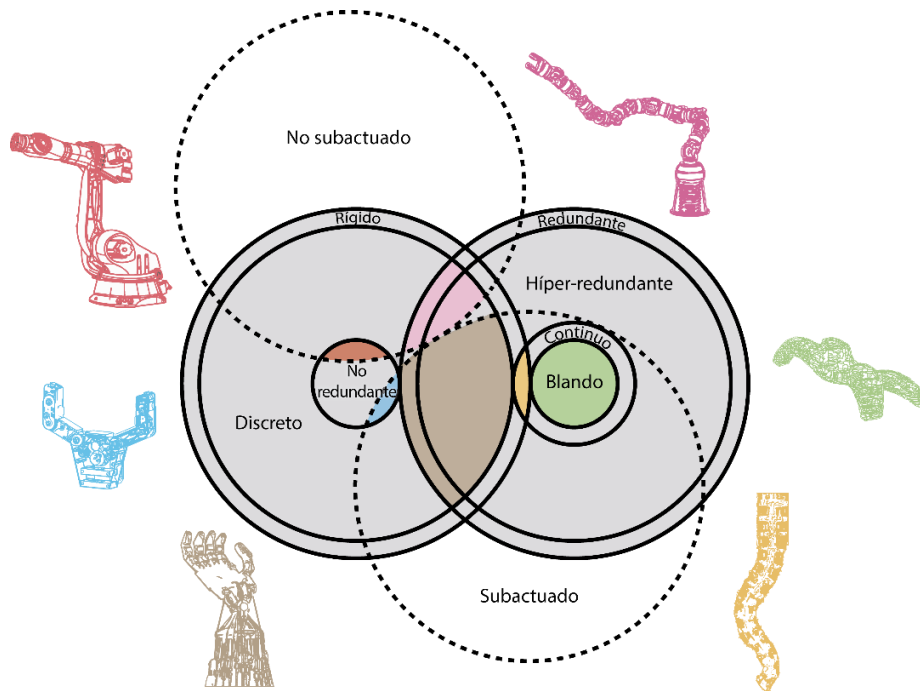 No subactuado
Rígido
Redundante
Híper-redundante
Continuo
No
redundante
Blando
Discreto
Subactuado